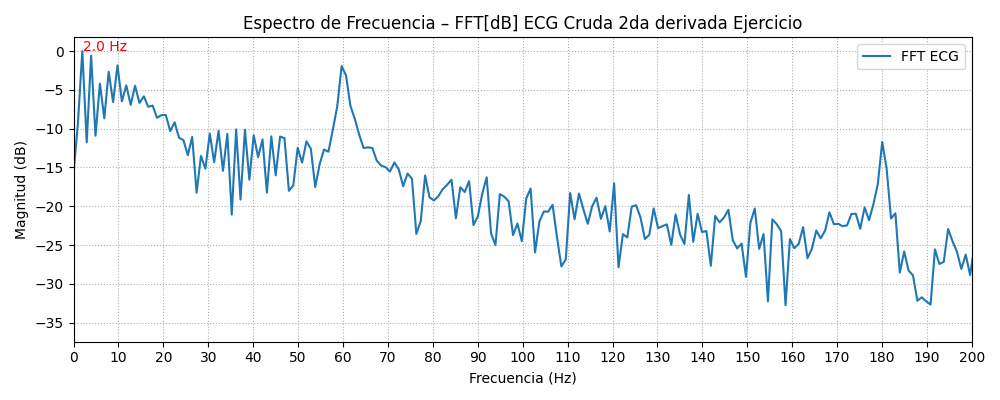 Espectro de Frecuencia – FFT[dB] ECG Cruda 2da derivada Ejercicio
2.0 Hz
FFT ECG
0
−5
−10
−15
−20
−25
−30
−35
Magnitud (dB)
0 10 20 30 40 50 60 70 80 90 100 110 120 130 140 150 160 170 180 190 200
Frecuencia (Hz)